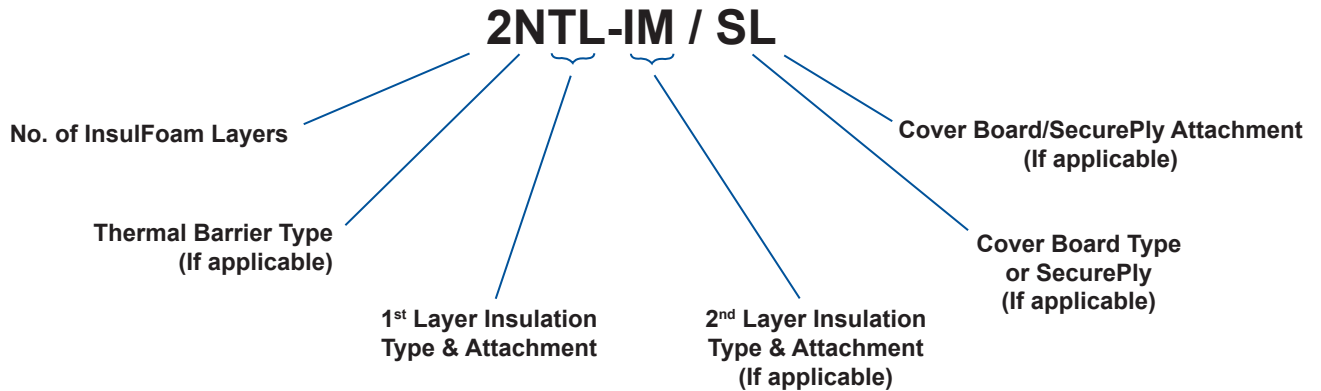 2NTL-IM / SL
No. of InsulFoam Layers
Cover Board/SecurePly Attachment
(If applicable)
Thermal Barrier Type
(If applicable)
Cover Board Type
or SecurePly
(If applicable)
1st Layer Insulation
Type & Attachment
2nd Layer Insulation
Type & Attachment
(If applicable)